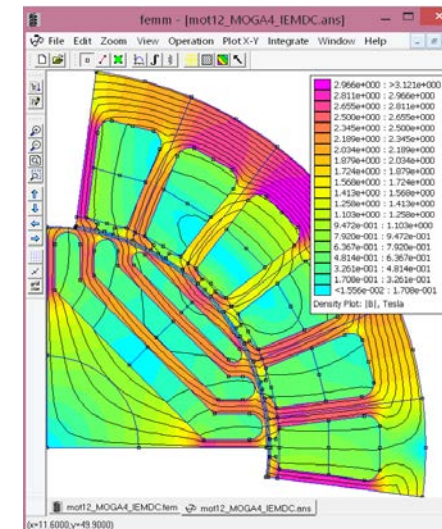 femm - [mot12_MOGA4_IEMDC.ans]
File Edit Zoom View Operation Plot X-Y Integrate Window Help
2.966e+000 : >3.121e+000
2.811e+000 : 2.966e+000
2.655e+000 : 2.811e+000
2.500e+000 : 2.655e+000
2.345e+000 : 2.500e+000
2.189e+000 : 2.345e+000
2.034e+000 : 2.189e+000
1.879e+000 : 2.034e+000
1.724e+000 : 1.879e+000
1.568e+000 : 1.724e+000
1.413e+000 : 1.568e+000
1.258e+000 : 1.413e+000
1.103e+000 : 1.258e+000
9.472e-001 : 1.103e+000
7.920e-001 : 9.472e-001
6.367e-001 : 7.920e-001
4.814e-001 : 6.367e-001
3.261e-001 : 4.814e-001
1.708e-001 : 3.261e-001
<1.556e-002 : 1.708e-001
Density Plot: |B|, Tesla
mot12_MOGA4_IEMDC.fem mot12_MOGA4_IEMDC.ans
(x=11.6000,y=49.9000)